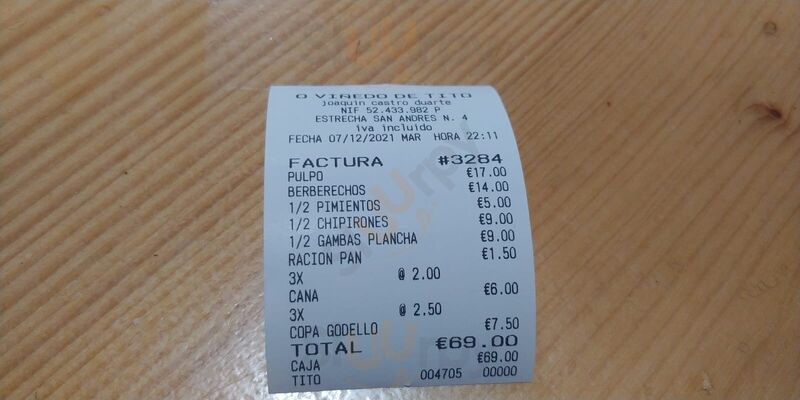 O VIÑEDO DE TITO
joaquin castro duarte
NIF 52.433.982 P
ESTRECHA SAN ANDRES N. 4
iva incluido
FECHA 07/12/2021 MAR HORA 22:11
FACTURA #3284
PULPO €17.00
BERBERECHOS €14.00
1/2 PIMIENTOS €5.00
1/2 CHIPIRONES €9.00
1/2 GAMBAS PLANCHA €9.00
RACION PAN €1.50
3X @ 2.00
CANA €6.00
3X @ 2.50
COPA GODELLO €7.50
TOTAL €69.00
CAJA €69.00
TITO 004705 00000